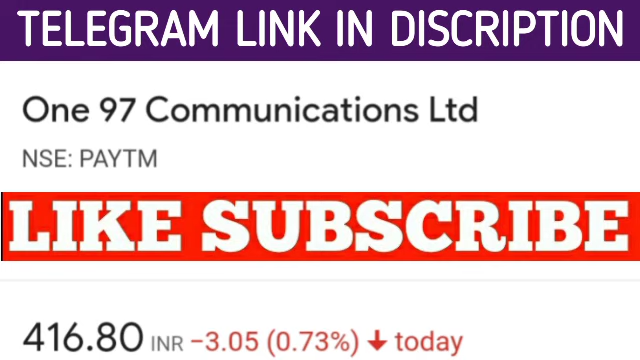 TELEGRAM LINK IN DISCRIPTION
One 97 Communications Ltd
NSE: PAYTM
LIKE SUBSCRIBE
416.80 INR −3.05 (0.73%) ↓ today